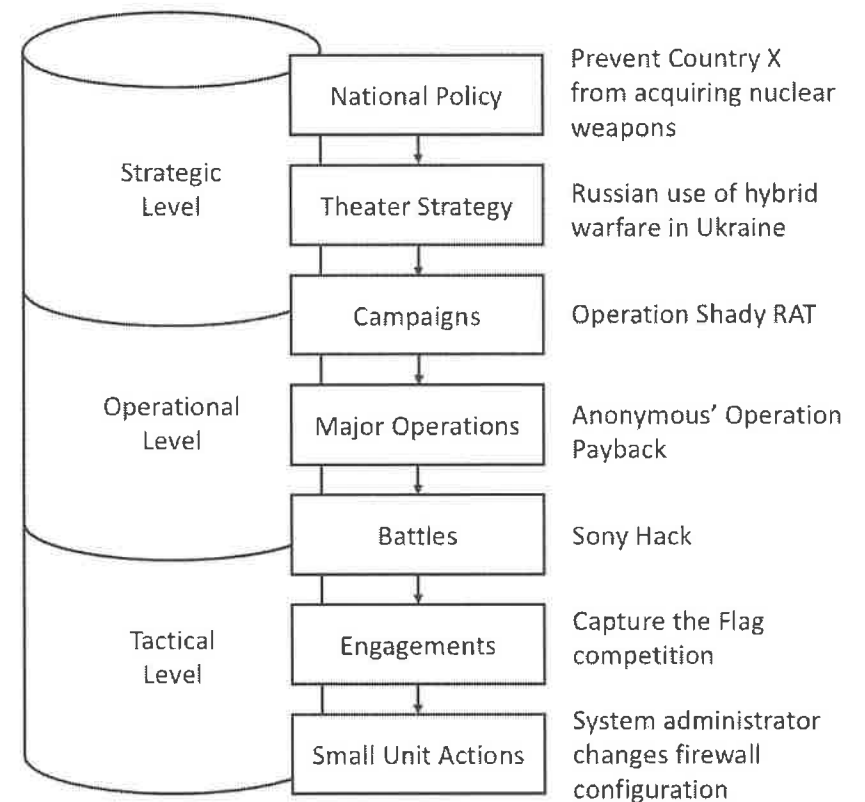 National Policy
Prevent Country X
from acquiring nuclear
weapons
Strategic
Level
Theater Strategy
Russian use of hybrid
warfare in Ukraine
Campaigns
Operation Shady RAT
Operational
Level
Major Operations
Anonymous’ Operation
Payback
Battles
Sony Hack
Tactical
Level
Engagements
Capture the Flag
competition
Small Unit Actions
System administrator
changes firewall
configuration